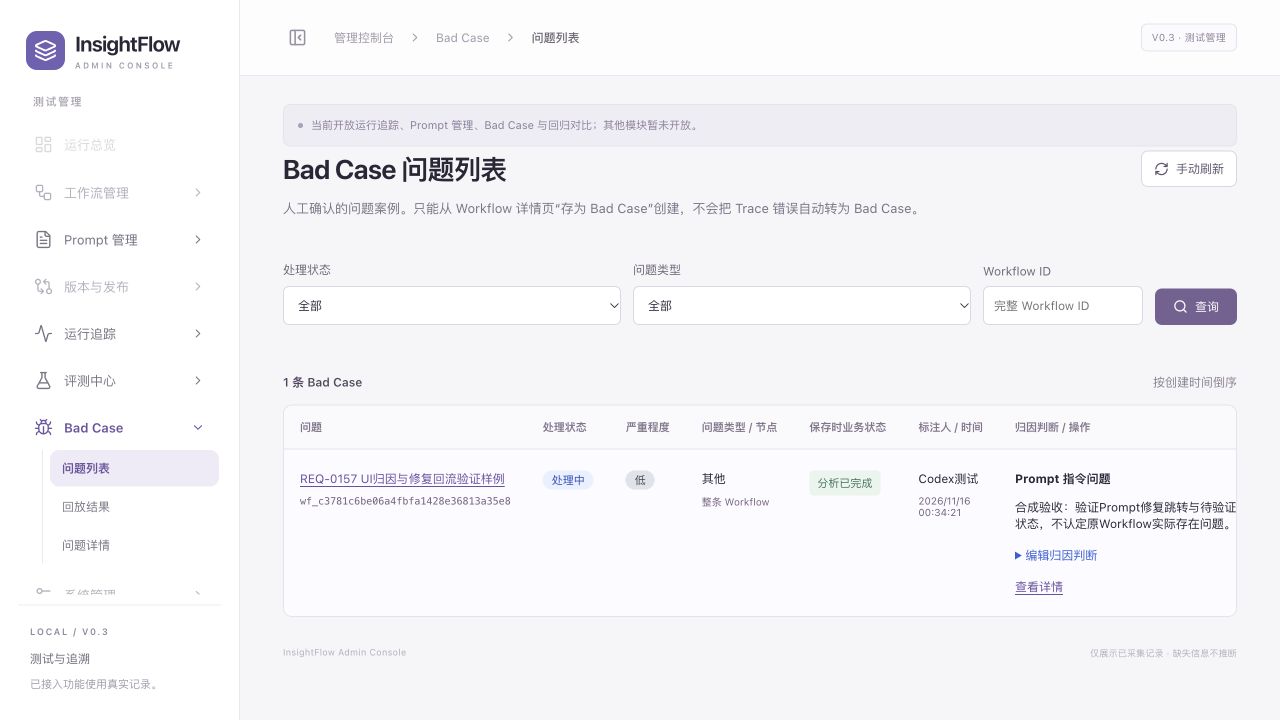 InsightFlow
ADMIN CONSOLE
测试管理
运行总览
工作流管理
Prompt 管理
版本与发布
运行追踪
评测中心
Bad Case
问题列表
回放结果
问题详情
系统管理
LOCAL / V0.3
测试与追溯
已接入功能使用真实记录。
管理控制台
Bad Case
问题列表
V0.3 · 测试管理
当前开放运行追踪、Prompt 管理、Bad Case 与回归对比；其他模块暂未开放。
Bad Case 问题列表
手动刷新
人工确认的问题案例。只能从 Workflow 详情页“存为 Bad Case”创建，不会把 Trace 错误自动转为 Bad Case。
处理状态
问题类型
Workflow ID
全部
全部
完整 Workflow ID
查询
1 条 Bad Case
按创建时间倒序
问题
处理状态
严重程度
问题类型 / 节点
保存时业务状态
标注人 / 时间
归因判断 / 操作
REQ-0157 UI归因与修复回流验证样例
wf_c3781c6be06a4fbfa1428e36813a35e8
处理中
低
其他
整条 Workflow
分析已完成
Codex测试
2026/11/16
00:34:21
Prompt 指令问题
合成验收：验证Prompt修复跳转与待验证
状态，不认定原Workflow实际存在问题。
编辑归因判断
查看详情
InsightFlow Admin Console
仅展示已采集记录 · 缺失信息不推断